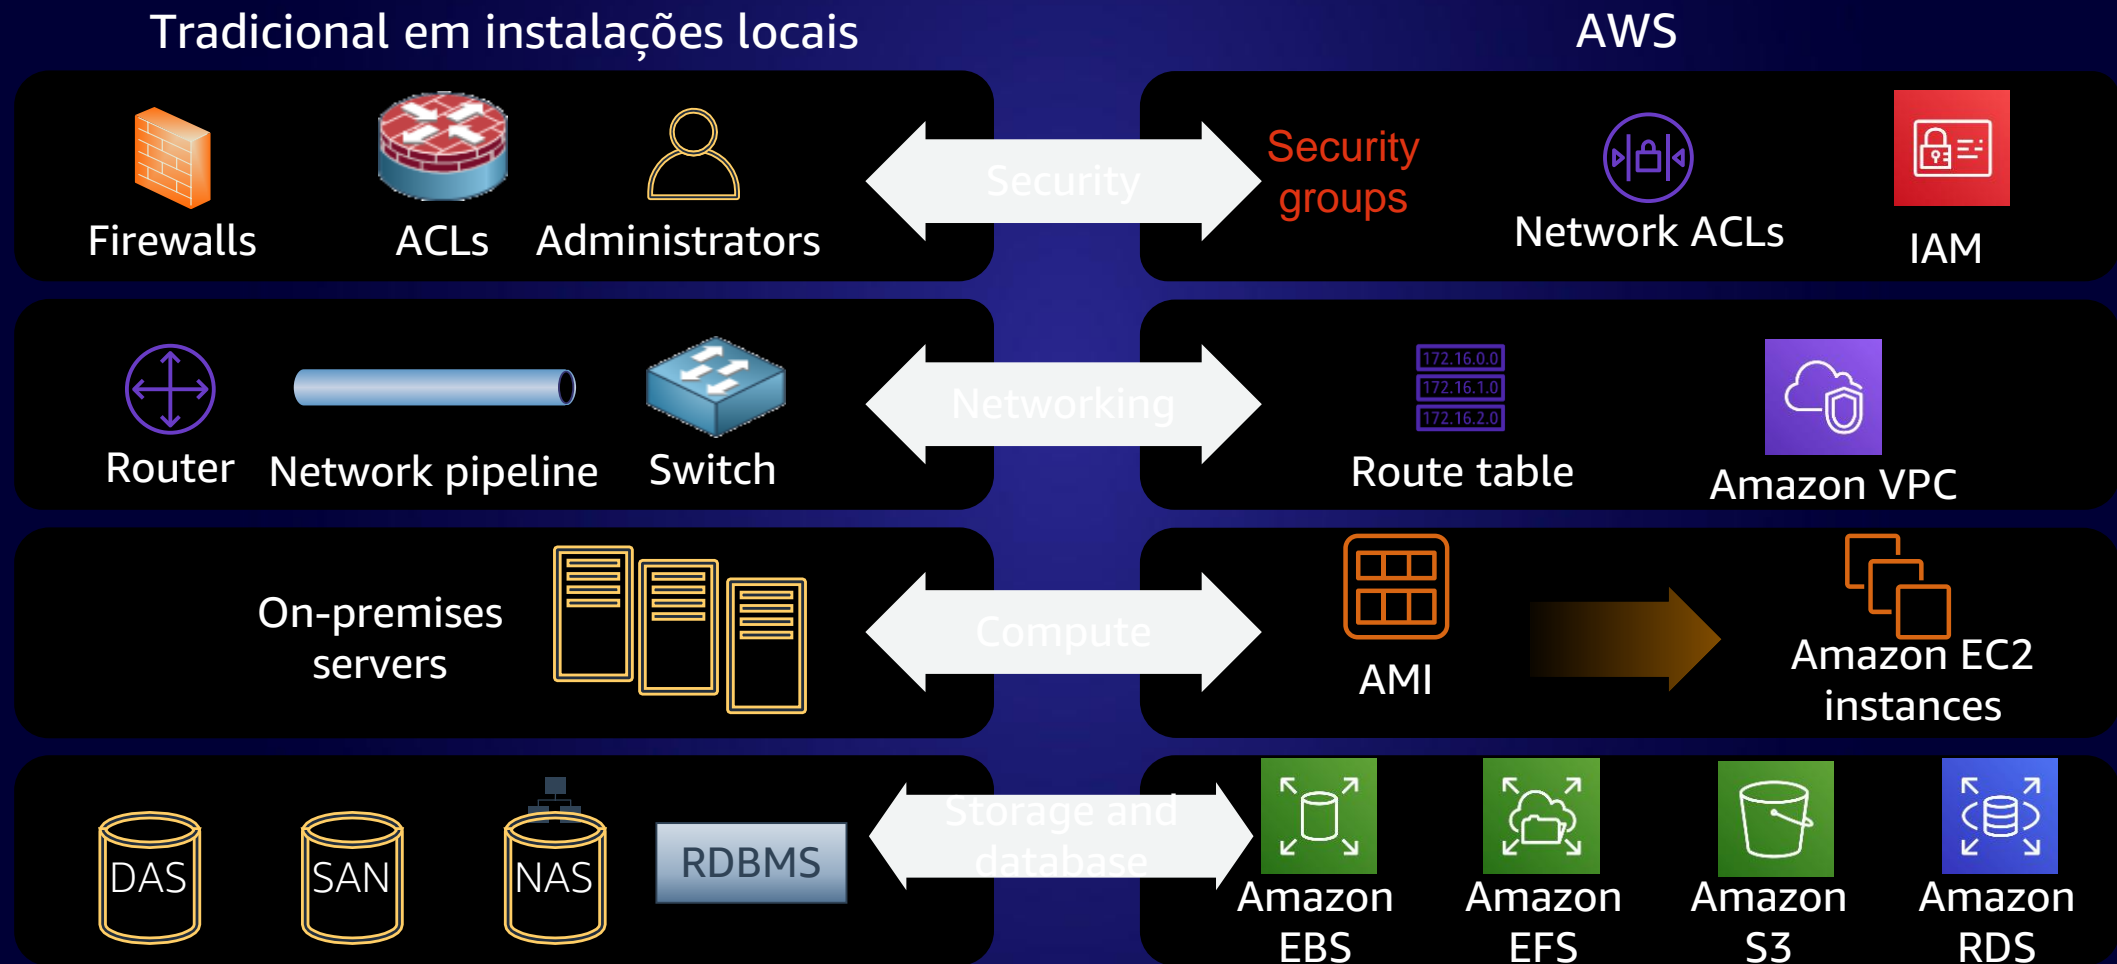 Tradicional em instalações locais
AWS
Firewalls
ACLs
Administrators
Security
Security
groups
Network ACLs
IAM
Router
Network pipeline
Switch
Networking
172.16.0.0
172.16.1.0
172.16.2.0
Route table
Amazon VPC
On-premises
servers
Compute
AMI
Amazon EC2
instances
DAS
SAN
NAS
RDBMS
Storage and
database
Amazon
EBS
Amazon
EFS
Amazon
S3
Amazon
RDS